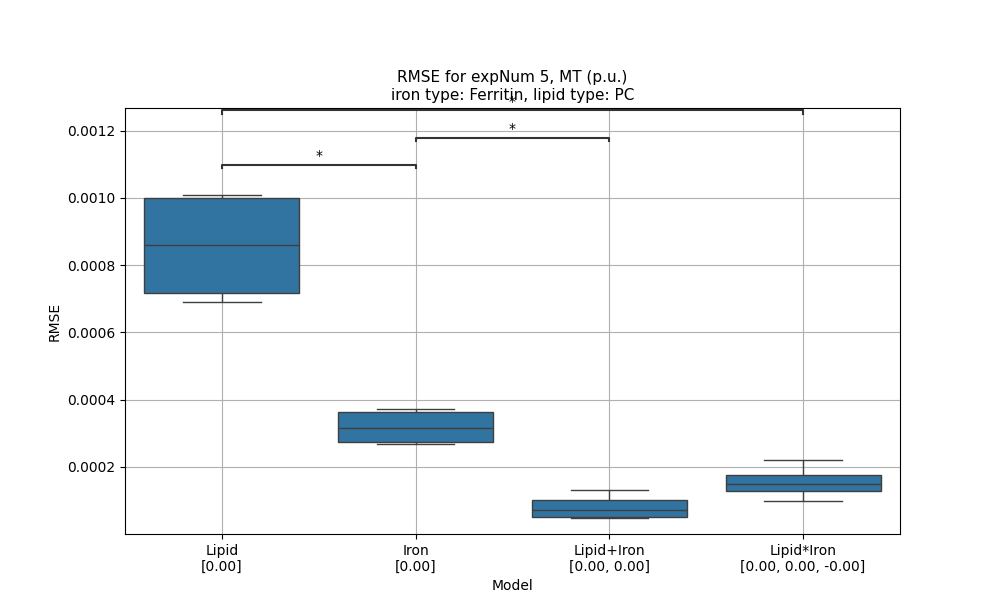 RMSE for expNum 5, MT (p.u.)
iron type: Ferritin, lipid type: PC
*
*
*
0.0012
0.0010
0.0008
0.0006
0.0004
0.0002
RMSE
Lipid
[0.00]
Iron
[0.00]
Lipid+Iron
[0.00, 0.00]
Lipid*Iron
[0.00, 0.00, -0.00]
Model